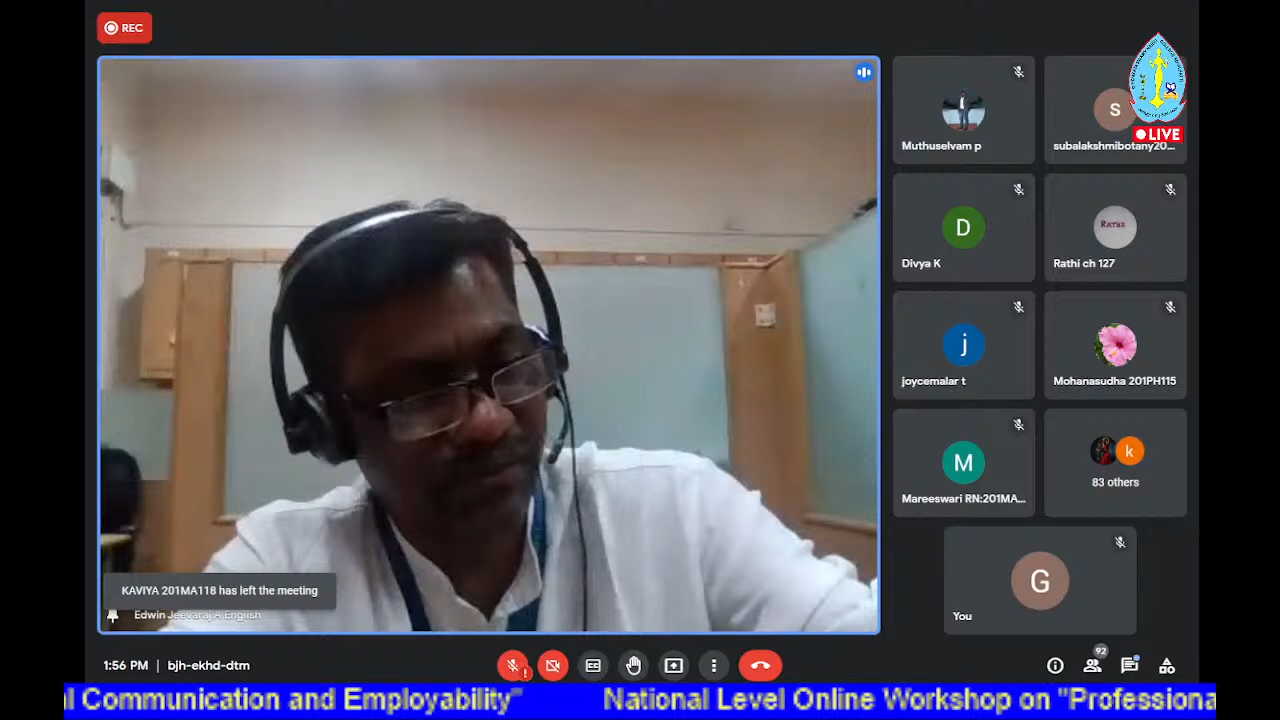 REC
LIVE
Muthuselvam p
S
subalakshmibotany20...
D
Divya K
RATHI
Rathi ch 127
j
joycemalar t
Mohanasudha 201PH115
M
Mareeswari RN:201MA...
k
83 others
G
You
KAVIYA 201MA118 has left the meeting
Edwin Jeevaraj A English
1:56 PM | bjh-ekhd-dtm
92
al Communication and Employability" National Level Online Workshop on "Professiona